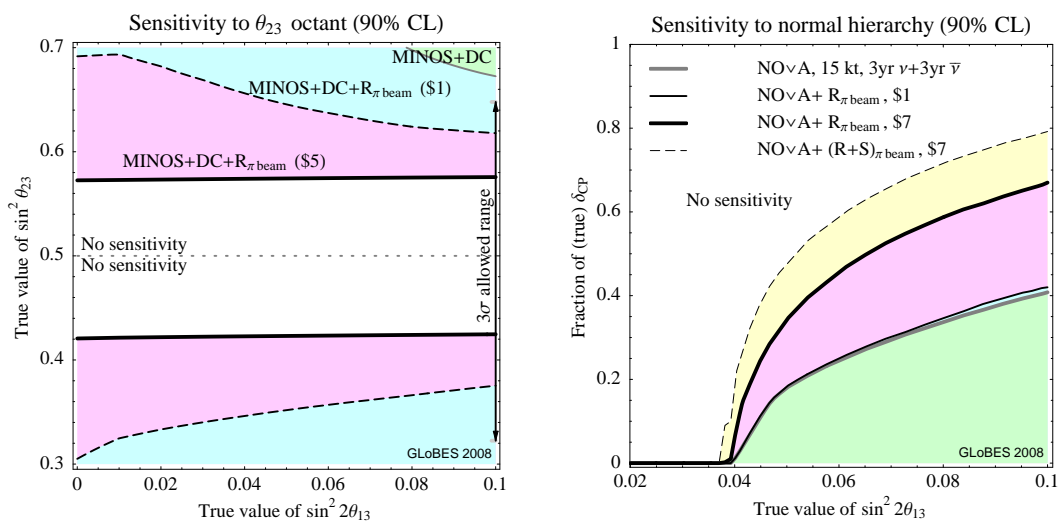 Sensitivity to θ23 octant (90% CL)
0.7
0.6
0.5
0.4
0.3
True value of sin² θ23
MINOS+DC
MINOS+DC+Rπ beam ($1)
MINOS+DC+Rπ beam ($5)
No sensitivity
No sensitivity
3σ allowed range
GLoBES 2008
0 0.02 0.04 0.06 0.08 0.1
True value of sin² 2θ13
Sensitivity to normal hierarchy (90% CL)
1
0.8
0.6
0.4
0.2
0
Fraction of (true) δCP
NOνA, 15 kt, 3yr ν+3yr ν̅
NOνA+ Rπ beam , $1
NOνA+ Rπ beam , $7
NOνA+ (R+S)π beam , $7
No sensitivity
GLoBES 2008
0.02 0.04 0.06 0.08 0.1
True value of sin² 2θ13